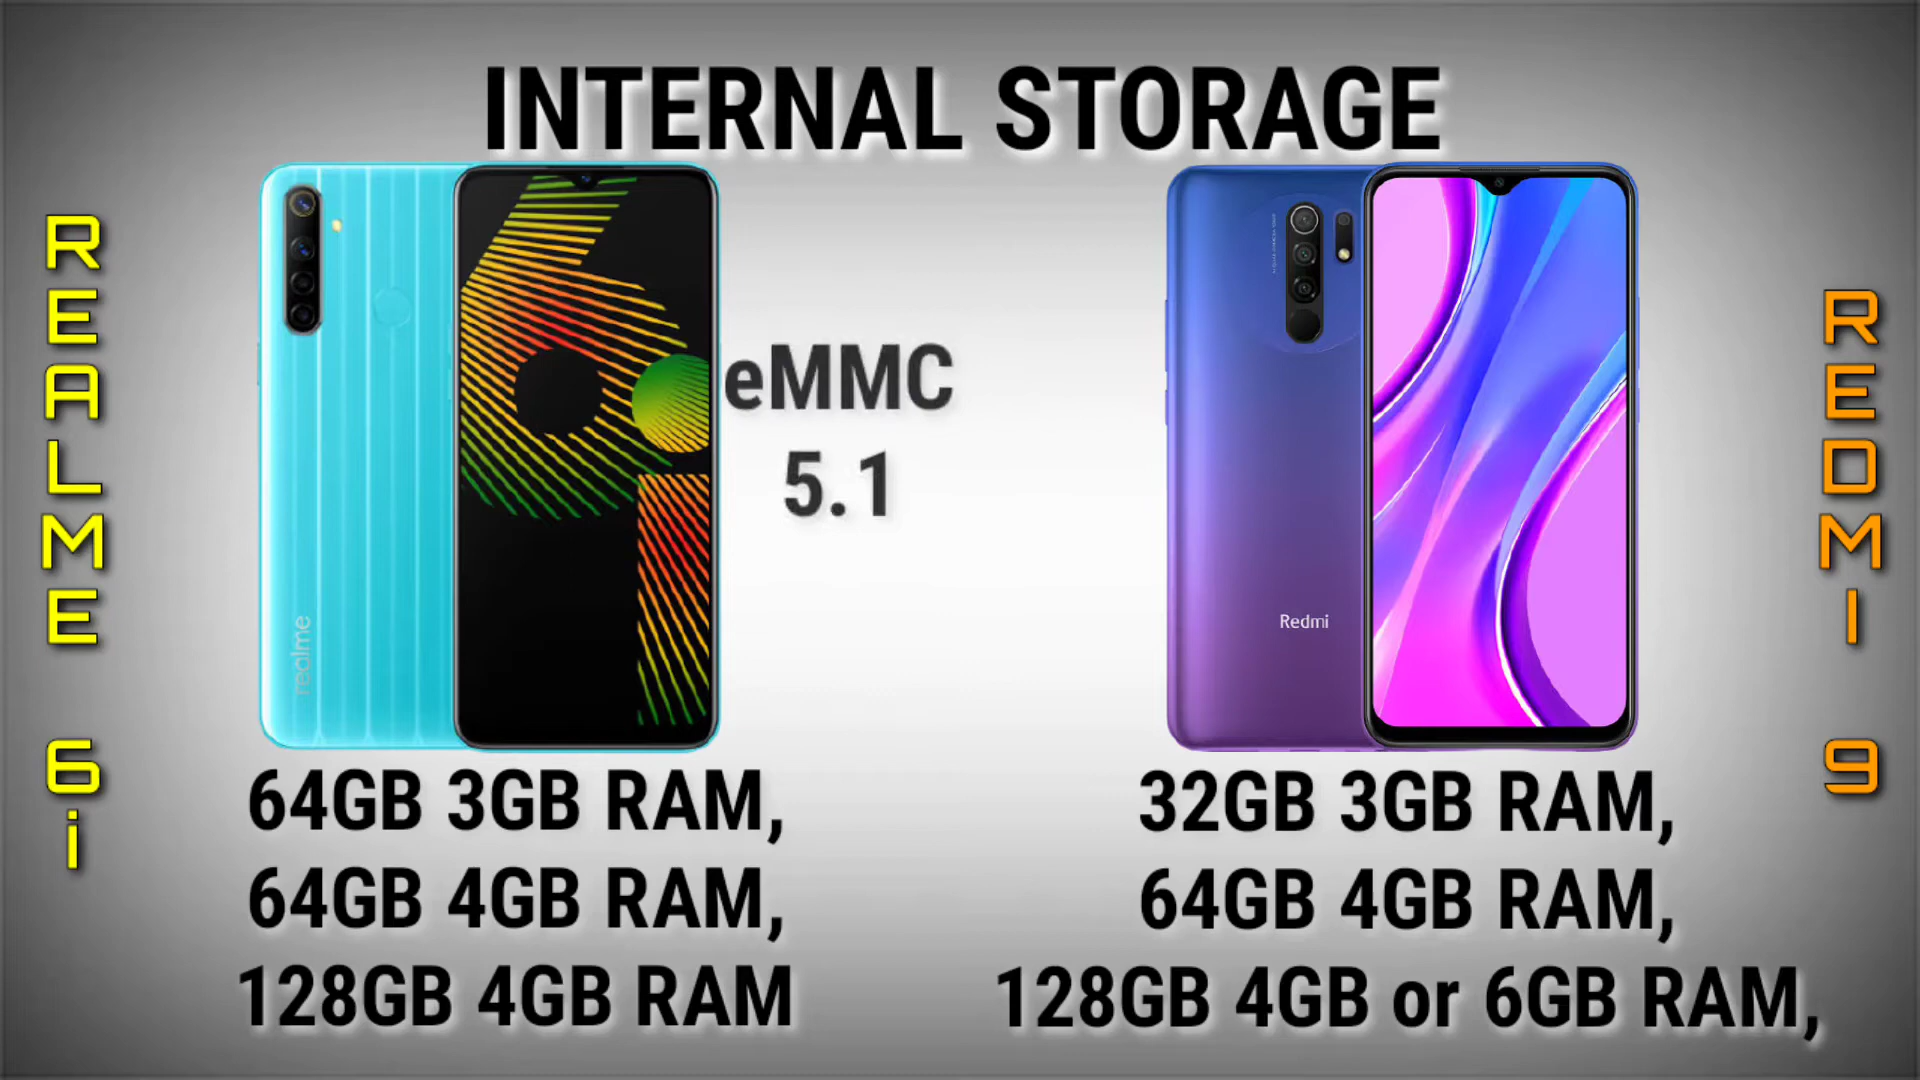 INTERNAL STORAGE
REALME 6i
realme
eMMC
5.1
Redmi
REDMI 9
64GB 3GB RAM,
64GB 4GB RAM,
128GB 4GB RAM
32GB 3GB RAM,
64GB 4GB RAM,
128GB 4GB or 6GB RAM,